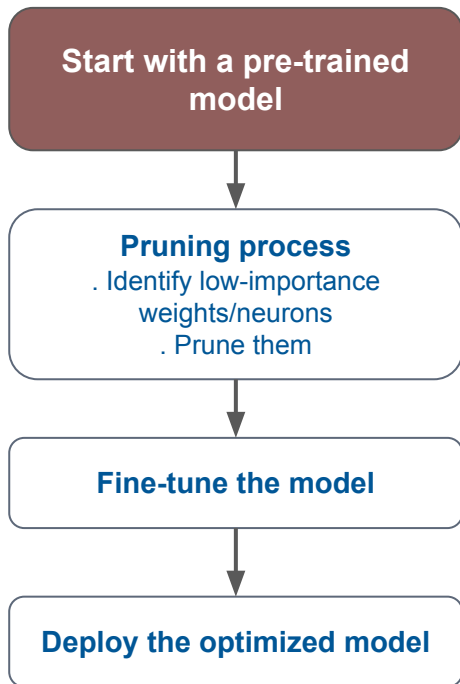 Start with a pre-trained
model
Pruning process
. Identify low-importance
weights/neurons
. Prune them
Fine-tune the model
Deploy the optimized model